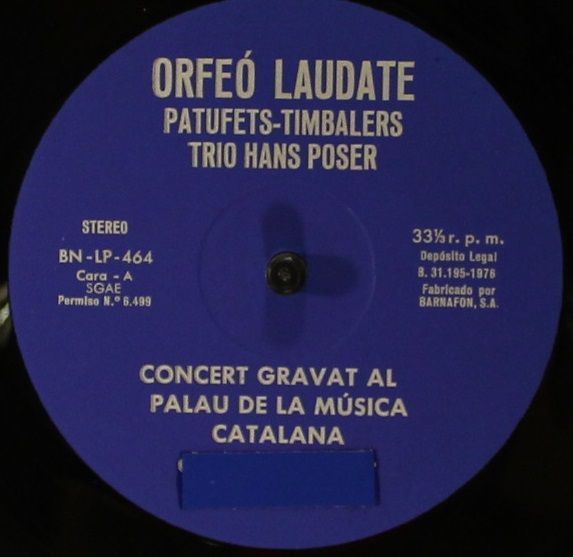 ORFEÓ LAUDATE
PATUFETS-TIMBALERS
TRIO HANS POSER
STEREO
BN-LP-464
Cara - A
SGAE
Permiso N.º 6.499
33⅓ r. p. m.
Depósito Legal
B. 31.195-1976
Fabricado por
BARNAFON, S.A.
CONCERT GRAVAT AL
PALAU DE LA MÚSICA
CATALANA